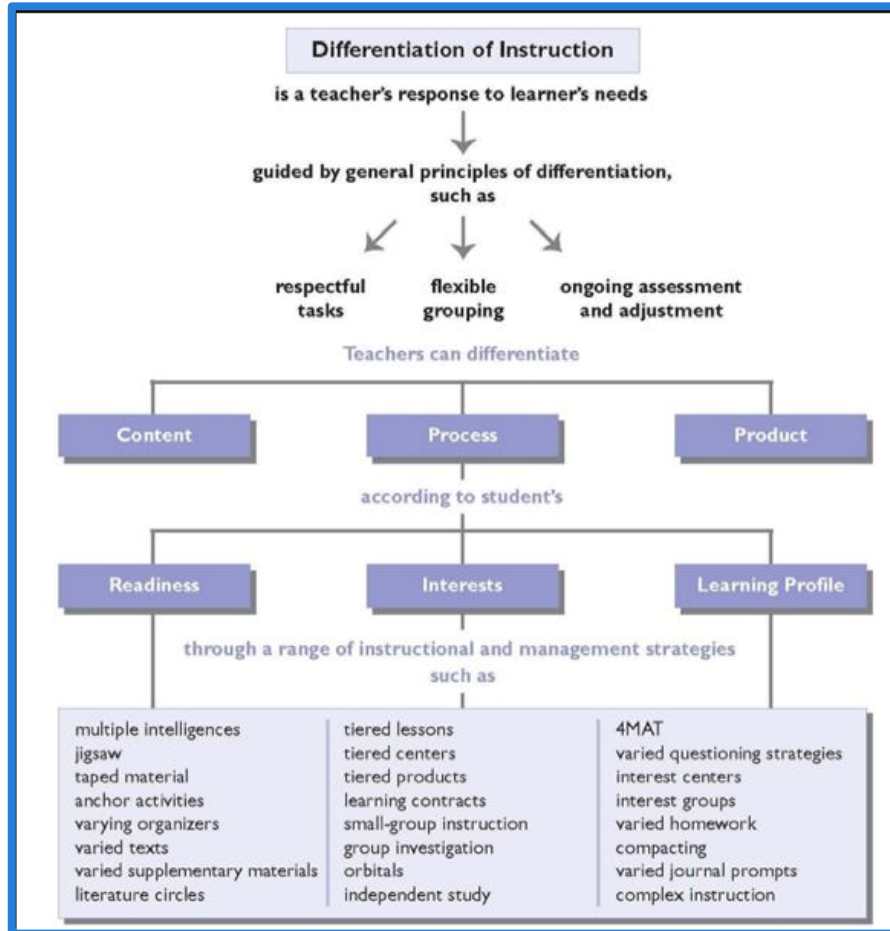 Differentiation of Instruction
is a teacher's response to learner's needs
guided by general principles of differentiation,
such as
respectful
tasks
flexible
grouping
ongoing assessment
and adjustment
Teachers can differentiate
Content
Process
Product
according to student's
Readiness
Interests
Learning Profile
through a range of instructional and management strategies
such as
multiple intelligences
jigsaw
taped material
anchor activities
varying organizers
varied texts
varied supplementary materials
literature circles
tiered lessons
tiered centers
tiered products
learning contracts
small-group instruction
group investigation
orbitals
independent study
4MAT
varied questioning strategies
interest centers
interest groups
varied homework
compacting
varied journal prompts
complex instruction